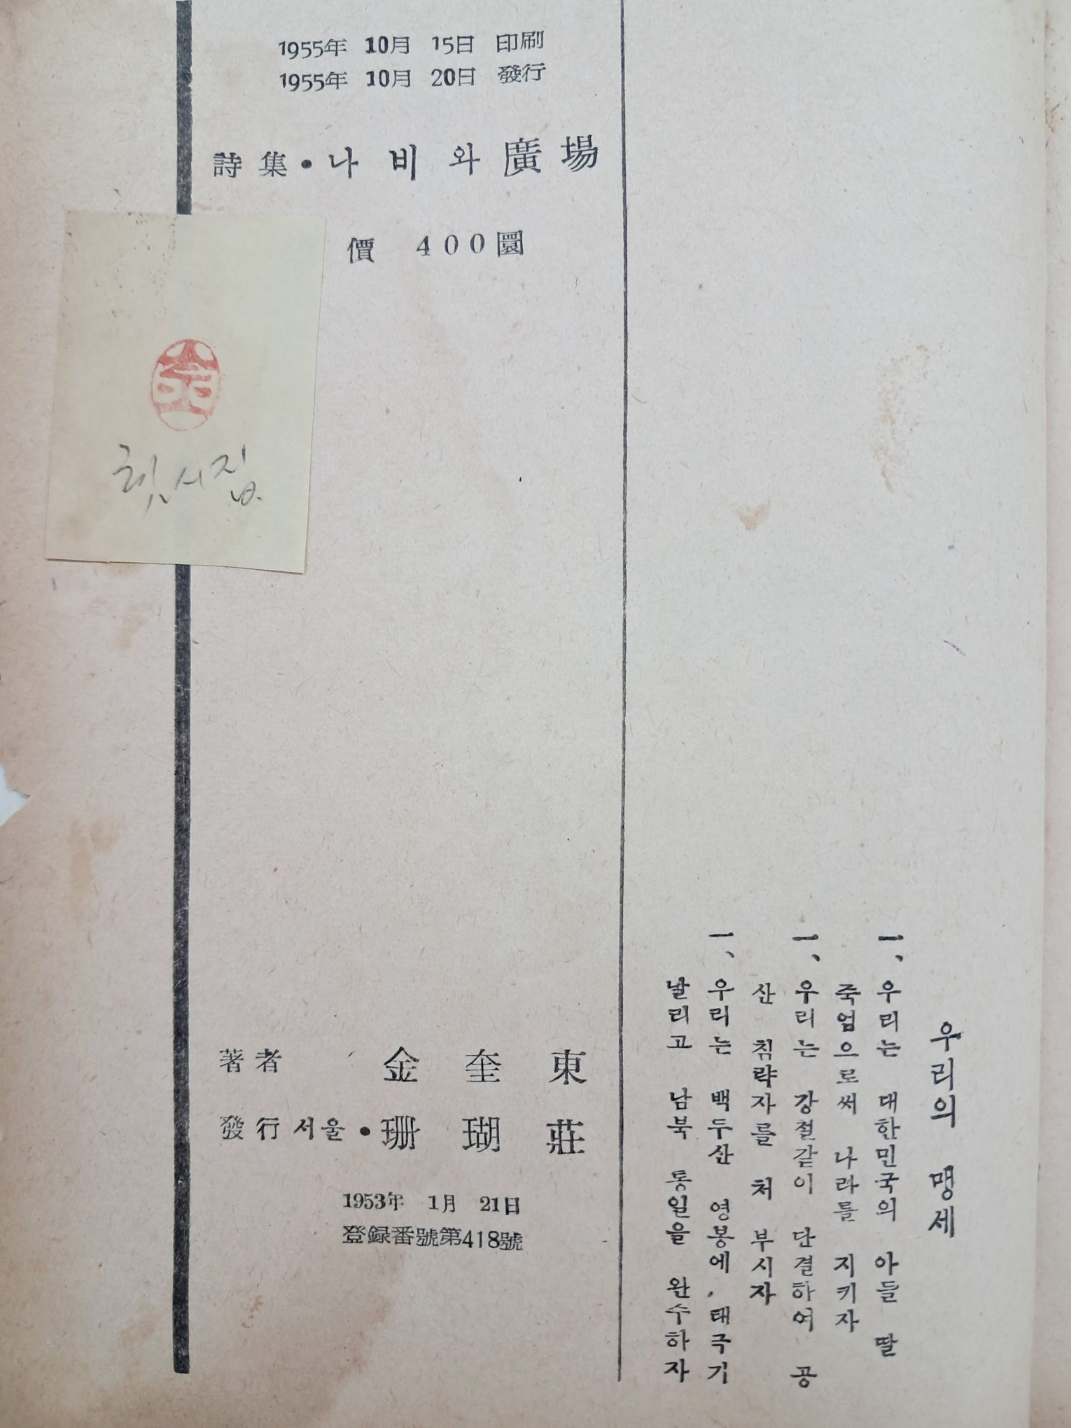 1955年 10月 15日 印刷
1955年 10月 20日 發行
詩集•나비와廣場
價 400圜
金
첫시집.
著者 金奎東
發行 서울•珊瑚莊
1953年 1月 21日
登録番號第418號
우리의 맹세
一、우리는 대한민국의 아들 딸
죽엄으로써 나라를 지키자
一、우리는 강철같이 단결하여 공
산 침략자를 처 부시자
一、우리는 백두산 영봉에, 태극기
날리고 남북 통일을 완수하자